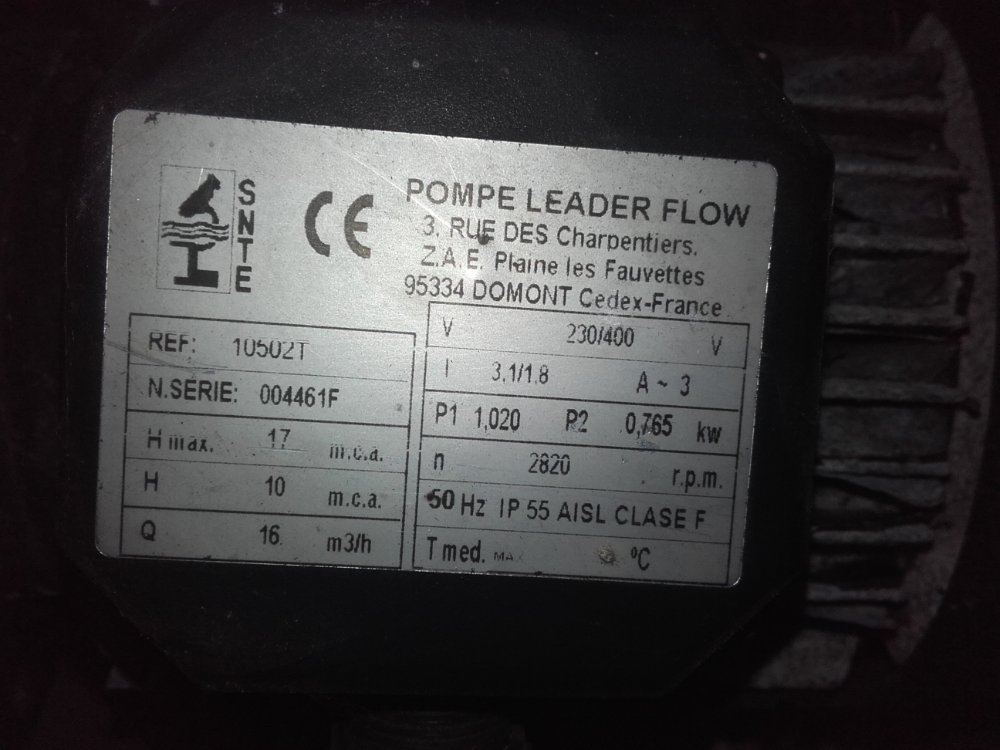 SNTE
CE
POMPE LEADER FLOW
3, RUE DES Charpentiers.
Z.A.E. Plaine les Fauvettes
95334 DOMONT Cedex-France
REF: 10502T
N.SERIE: 004461F
H max. 17 m.c.a.
H 10 m.c.a.
Q 16 m3/h
V 230/400 V
I 3,1/1.8 A ~ 3
P1 1,020 P2 0,765 kw
n 2820 r.p.m.
50 Hz IP 55 AISL CLASE F
T med. MAX ºC